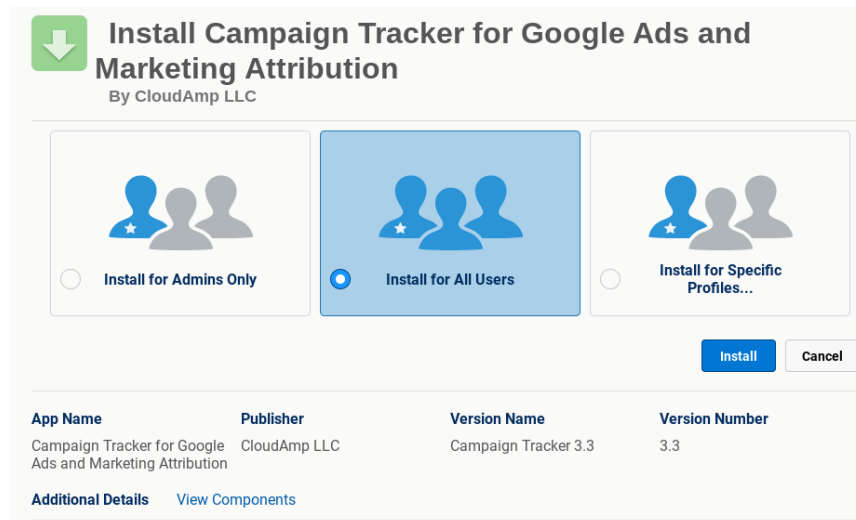 Install Campaign Tracker for Google Ads and
Marketing Attribution
By CloudAmp LLC
Install for Admins Only
Install for All Users
Install for Specific
Profiles...
Install
Cancel
App Name
Publisher
Version Name
Version Number
Campaign Tracker for Google
Ads and Marketing Attribution
CloudAmp LLC
Campaign Tracker 3.3
3.3
Additional Details
View Components